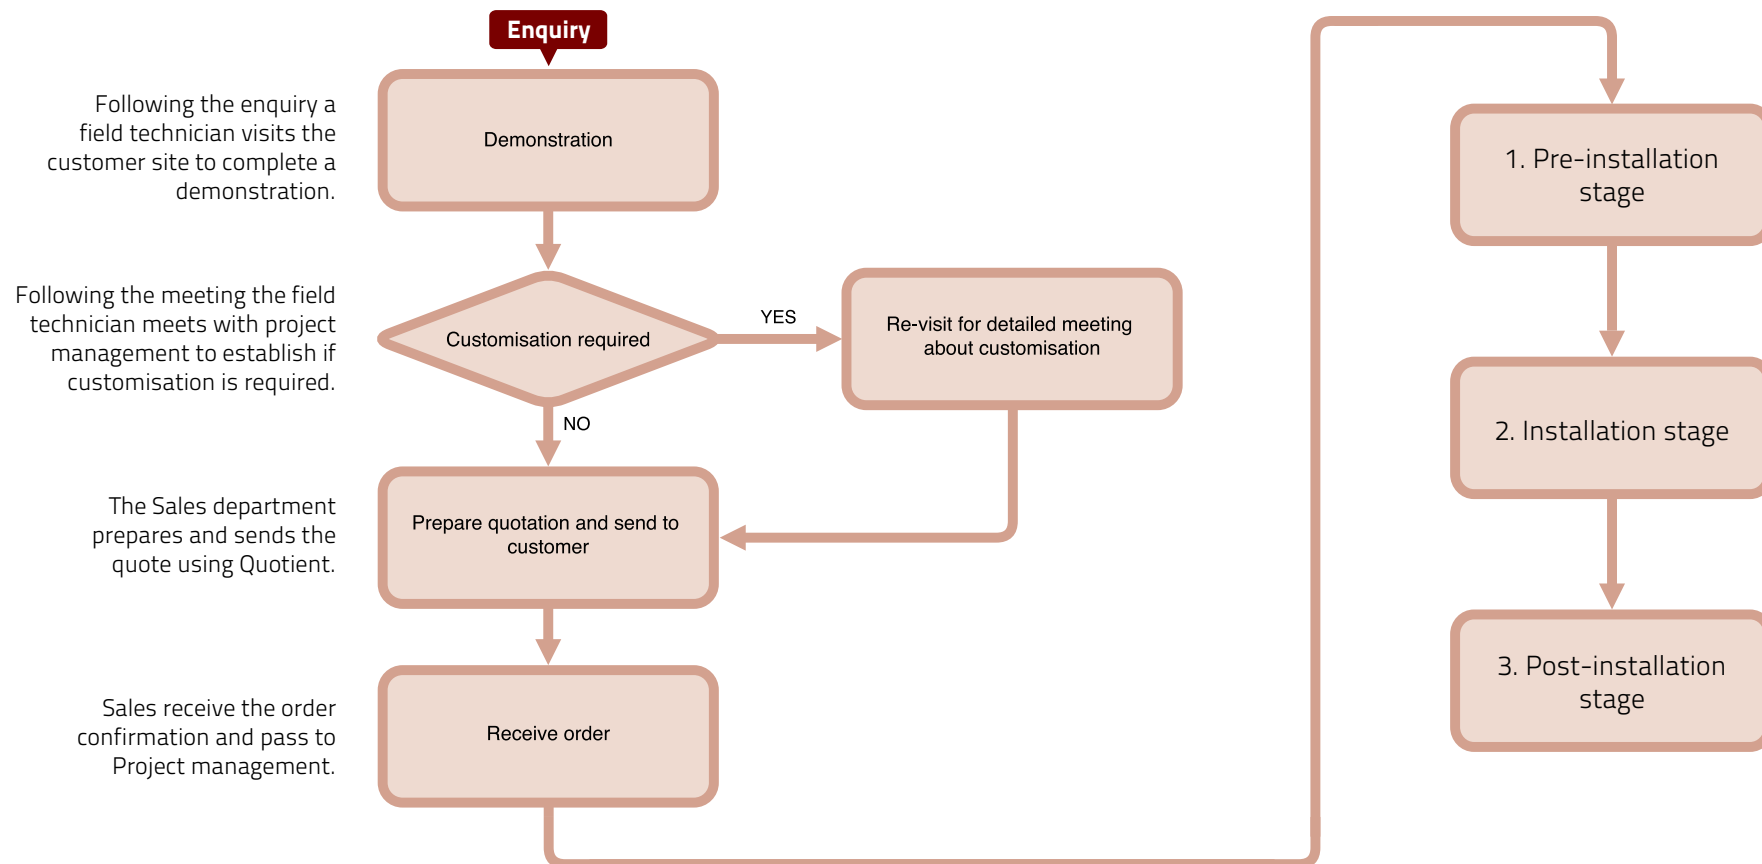 Enquiry
Following the enquiry a
field technician visits the
customer site to complete a
demonstration.
Demonstration
Following the meeting the field
technician meets with project
management to establish if
customisation is required.
Customisation required
YES
Re-visit for detailed meeting
about customisation
NO
The Sales department
prepares and sends the
quote using Quotient.
Prepare quotation and send to
customer
Sales receive the order
confirmation and pass to
Project management.
Receive order
1. Pre-installation
stage
2. Installation stage
3. Post-installation
stage